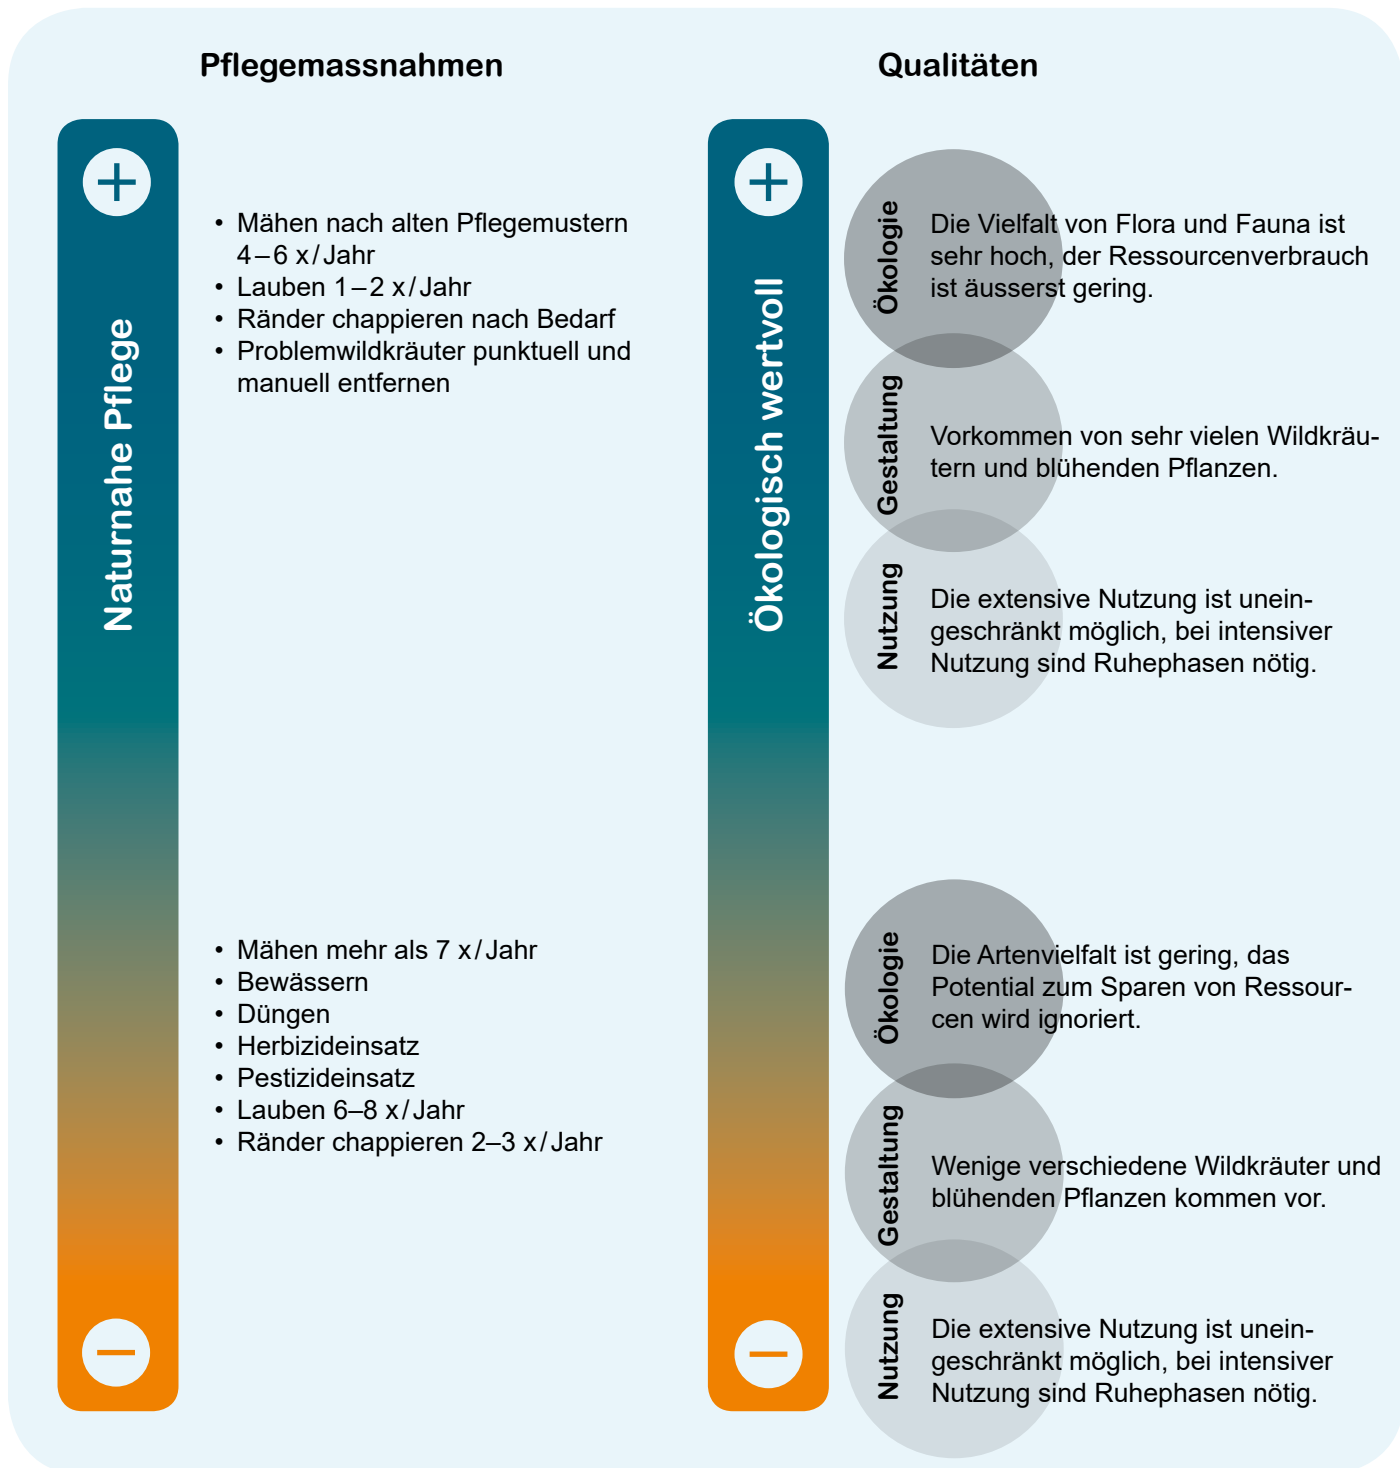 Pflegemassnahmen
Naturnahe Pflege
• Mähen nach alten Pflegemustern
4–6 x/Jahr
• Lauben 1–2 x/Jahr
• Ränder chappieren nach Bedarf
• Problemwildkräuter punktuell und
manuell entfernen
• Mähen mehr als 7 x/Jahr
• Bewässern
• Düngen
• Herbizideinsatz
• Pestizideinsatz
• Lauben 6–8 x/Jahr
• Ränder chappieren 2–3 x/Jahr
Qualitäten
Ökologisch wertvoll
Ökologie
Die Vielfalt von Flora und Fauna ist
sehr hoch, der Ressourcenverbrauch
ist äusserst gering.
Gestaltung
Vorkommen von sehr vielen Wildkräu-
tern und blühenden Pflanzen.
Nutzung
Die extensive Nutzung ist unein-
geschränkt möglich, bei intensiver
Nutzung sind Ruhephasen nötig.
Ökologie
Die Artenvielfalt ist gering, das
Potential zum Sparen von Ressour-
cen wird ignoriert.
Gestaltung
Wenige verschiedene Wildkräuter und
blühenden Pflanzen kommen vor.
Nutzung
Die extensive Nutzung ist unein-
geschränkt möglich, bei intensiver
Nutzung sind Ruhephasen nötig.